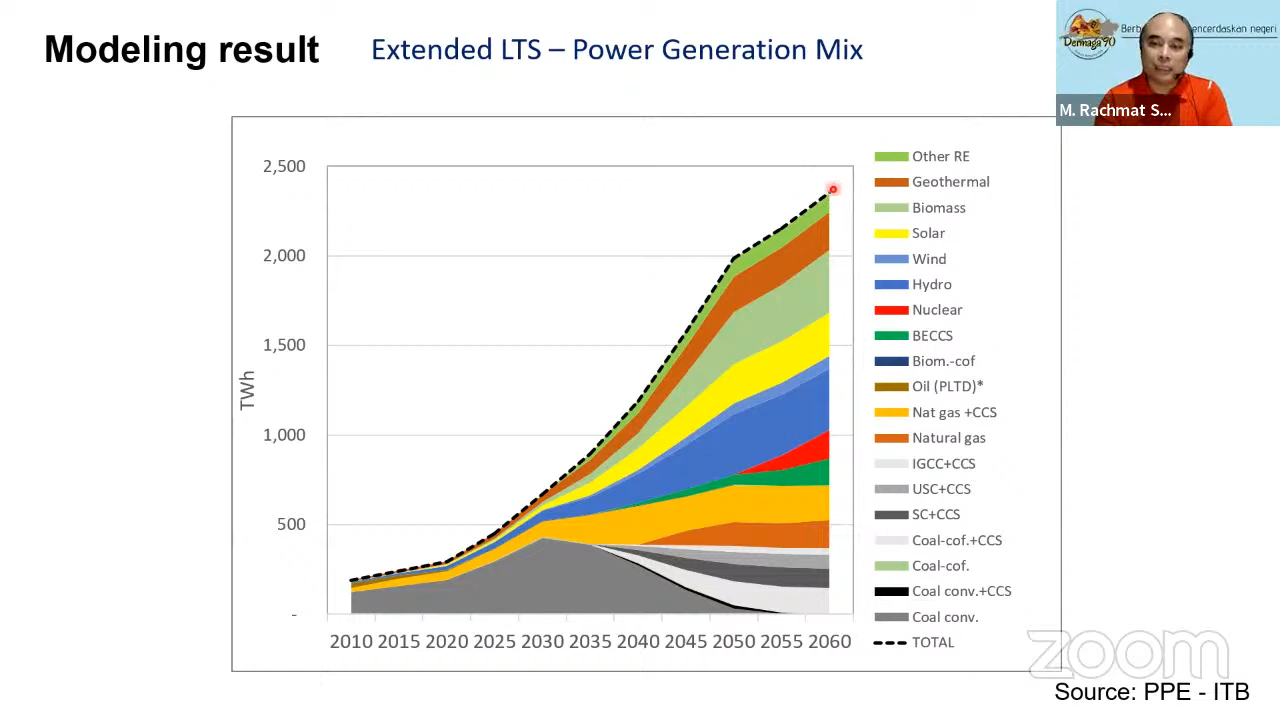 Modeling result
Extended LTS – Power Generation Mix
Dermaga 90
Berb
encerdaskan negeri
M. Rachmat S...
TWh
2,500
2,000
1,500
1,000
500
-
2010 2015 2020 2025 2030 2035 2040 2045 2050 2055 2060
Other RE
Geothermal
Biomass
Solar
Wind
Hydro
Nuclear
BECCS
Biom.-cof
Oil (PLTD)*
Nat gas +CCS
Natural gas
IGCC+CCS
USC+CCS
SC+CCS
Coal-cof.+CCS
Coal-cof.
Coal conv.+CCS
Coal conv.
TOTAL
zoom
Source: PPE - ITB